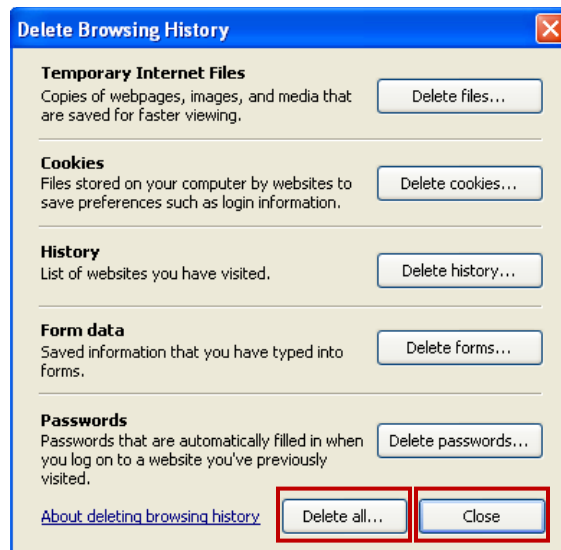 Delete Browsing History
Temporary Internet Files
Copies of webpages, images, and media that
are saved for faster viewing.
Delete files...
Cookies
Files stored on your computer by websites to
save preferences such as login information.
Delete cookies...
History
List of websites you have visited.
Delete history...
Form data
Saved information that you have typed into
forms.
Delete forms...
Passwords
Passwords that are automatically filled in when
you log on to a website you've previously
visited.
Delete passwords...
About deleting browsing history
Delete all...
Close